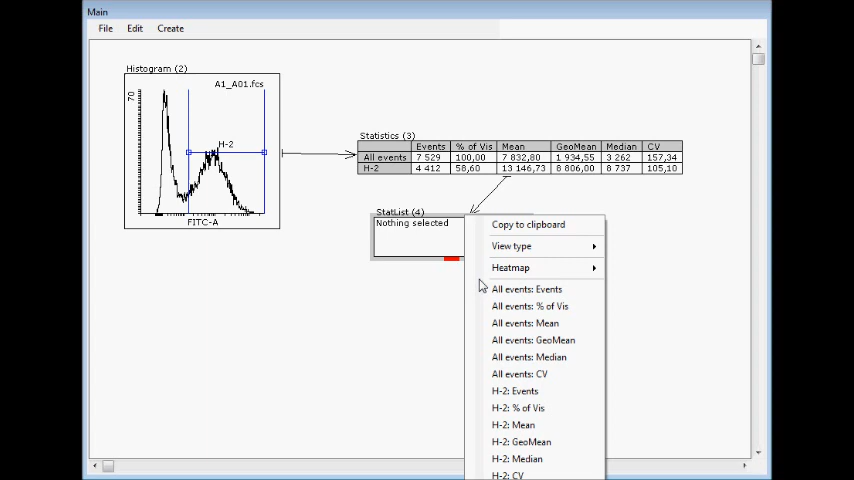 Main
File Edit Create
Histogram (2)
A1_A01.fcs
70
H-2
FITC-A
Statistics (3)
Events % of Vis Mean GeoMean Median CV
All events 7 529 100,00 7 832,80 1 934,55 3 262 157,34
H-2 4 412 58,60 13 146,73 8 806,00 8 737 105,10
StatList (4)
Nothing selected
Copy to clipboard
View type
Heatmap
All events: Events
All events: % of Vis
All events: Mean
All events: GeoMean
All events: Median
All events: CV
H-2: Events
H-2: % of Vis
H-2: Mean
H-2: GeoMean
H-2: Median
H-2: CV